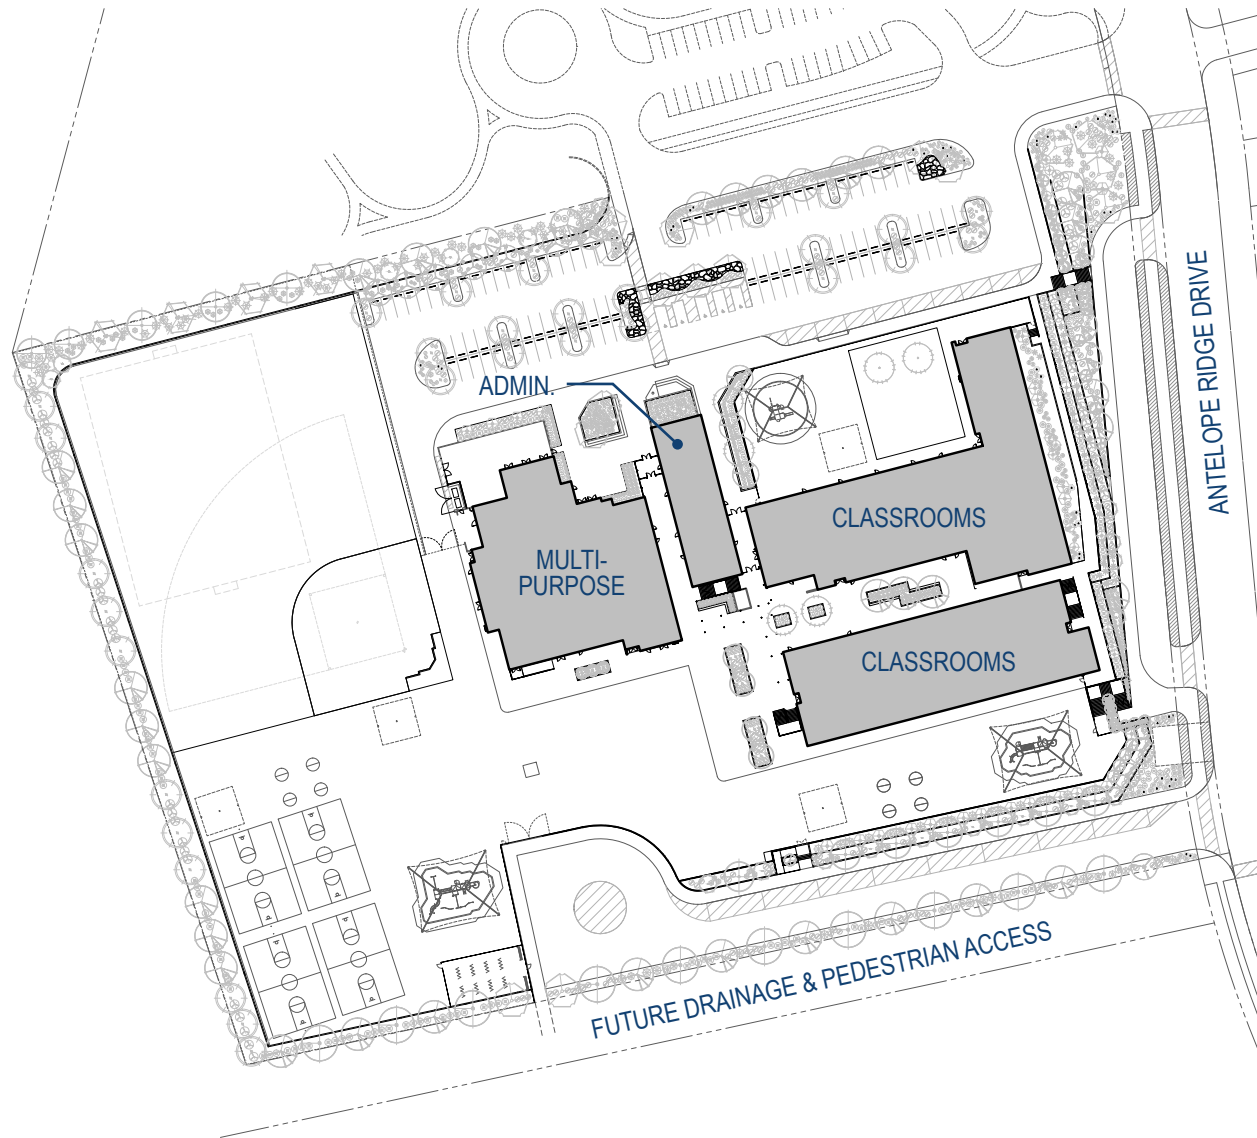 ADMIN.
ANTELOPE RIDGE DRIVE
CLASSROOMS
MULTI-
PURPOSE
CLASSROOMS
FUTURE DRAINAGE & PEDESTRIAN ACCESS